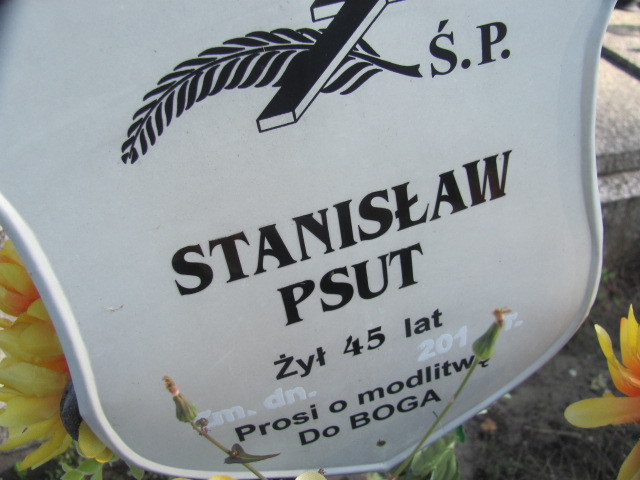 Ś.P.
STANISŁAW
PSUT
Żył 45 lat
Zm. dn. r.
Prosi o modlitwę
Do BOGA